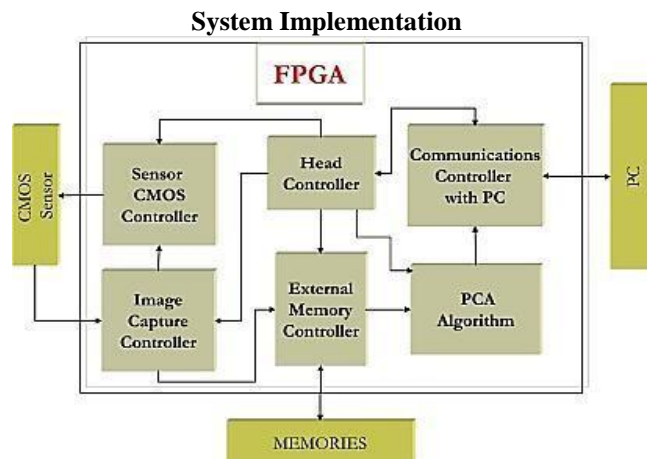 System Implementation
FPGA
CMOS
Sensor
Sensor
CMOS
Controller
Head
Controller
Communications
Controller
with PC
PC
Image
Capture
Controller
External
Memory
Controller
PCA
Algorithm
MEMORIES